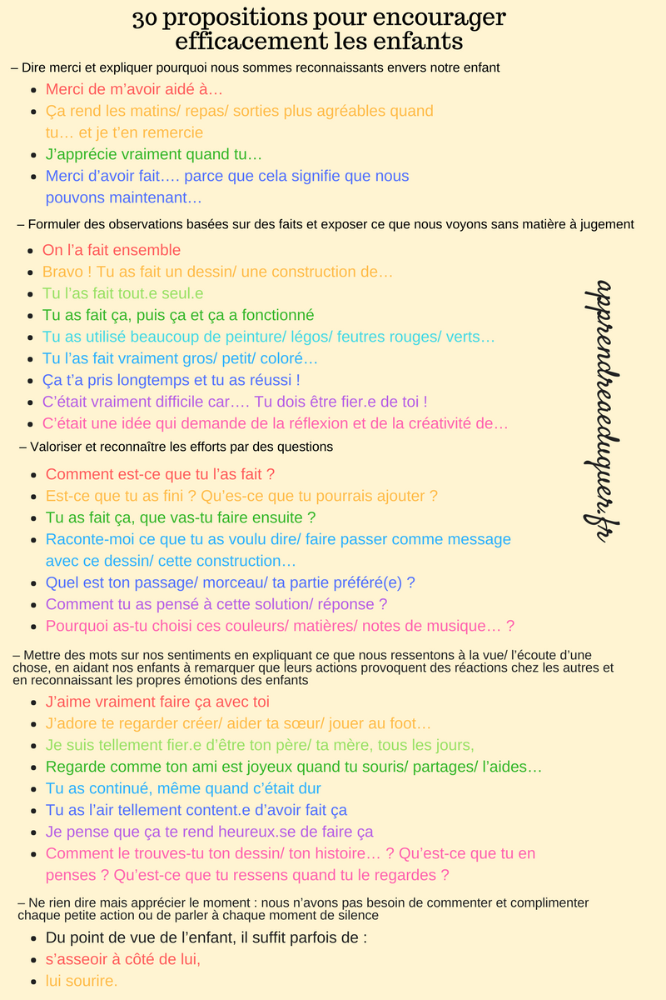 30 propositions pour encourager
efficacement les enfants
– Dire merci et expliquer pourquoi nous sommes reconnaissants envers notre enfant
• Merci de m’avoir aidé à…
• Ça rend les matins/ repas/ sorties plus agréables quand
tu… et je t’en remercie
• J’apprécie vraiment quand tu…
• Merci d’avoir fait…. parce que cela signifie que nous
pouvons maintenant…
– Formuler des observations basées sur des faits et exposer ce que nous voyons sans matière à jugement
• On l’a fait ensemble
• Bravo ! Tu as fait un dessin/ une construction de…
• Tu l’as fait tout.e seul.e
• Tu as fait ça, puis ça et ça a fonctionné
• Tu as utilisé beaucoup de peinture/ légos/ feutres rouges/ verts…
• Tu l’as fait vraiment gros/ petit/ coloré…
• Ça t’a pris longtemps et tu as réussi !
• C’était vraiment difficile car…. Tu dois être fier.e de toi !
• C’était une idée qui demande de la réflexion et de la créativité de…
– Valoriser et reconnaître les efforts par des questions
• Comment est-ce que tu l’as fait ?
• Est-ce que tu as fini ? Qu’es-ce que tu pourrais ajouter ?
• Tu as fait ça, que vas-tu faire ensuite ?
• Raconte-moi ce que tu as voulu dire/ faire passer comme message
avec ce dessin/ cette construction…
• Quel est ton passage/ morceau/ ta partie préféré(e) ?
• Comment tu as pensé à cette solution/ réponse ?
• Pourquoi as-tu choisi ces couleurs/ matières/ notes de musique… ?
– Mettre des mots sur nos sentiments en expliquant ce que nous ressentons à la vue/ l’écoute d’une
chose, en aidant nos enfants à remarquer que leurs actions provoquent des réactions chez les autres et
en reconnaissant les propres émotions des enfants
• J’aime vraiment faire ça avec toi
• J’adore te regarder créer/ aider ta sœur/ jouer au foot…
• Je suis tellement fier.e d’être ton père/ ta mère, tous les jours,
• Regarde comme ton ami est joyeux quand tu souris/ partages/ l’aides…
• Tu as continué, même quand c’était dur
• Tu as l’air tellement content.e d’avoir fait ça
• Je pense que ça te rend heureux.se de faire ça
• Comment le trouves-tu ton dessin/ ton histoire… ? Qu’est-ce que tu en
penses ? Qu’est-ce que tu ressens quand tu le regardes ?
– Ne rien dire mais apprécier le moment : nous n’avons pas besoin de commenter et complimenter
chaque petite action ou de parler à chaque moment de silence
• Du point de vue de l’enfant, il suffit parfois de :
• s’asseoir à côté de lui,
• lui sourire.
apprendreaeduquer.fr